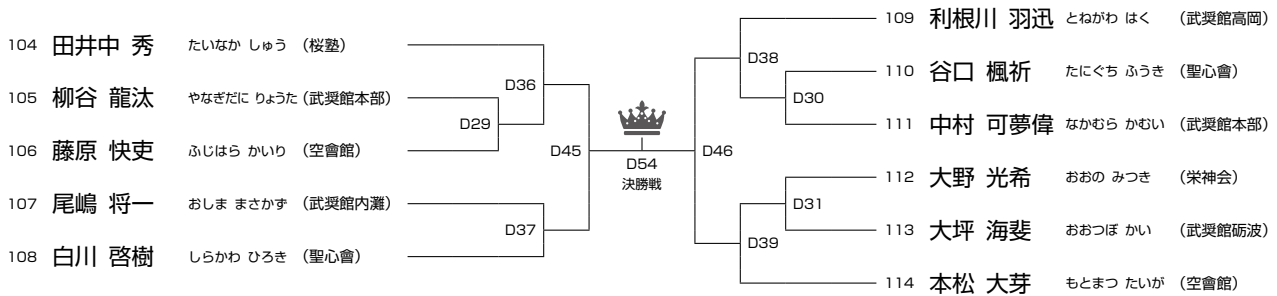 104 田井中 秀 たいなか しゅう (桜塾)
105 柳谷 龍汰 やなぎだに りょうた (武奨館本部)
106 藤原 快吏 ふじはら かいり (空會館)
107 尾嶋 将一 おしま まさかず (武奨館内灘)
108 白川 啓樹 しらかわ ひろき (聖心會)
D36
D29
D45
D37
D54
決勝戦
D46
D38
D30
D31
D39
109 利根川 羽迅 とねがわ はく (武奨館高岡)
110 谷口 楓祈 たにぐち ふうき (聖心會)
111 中村 可夢偉 なかむら かむい (武奨館本部)
112 大野 光希 おおの みつき (栄神会)
113 大坪 海斐 おおつぼ かい (武奨館砺波)
114 本松 大芽 もとまつ たいが (空會館)